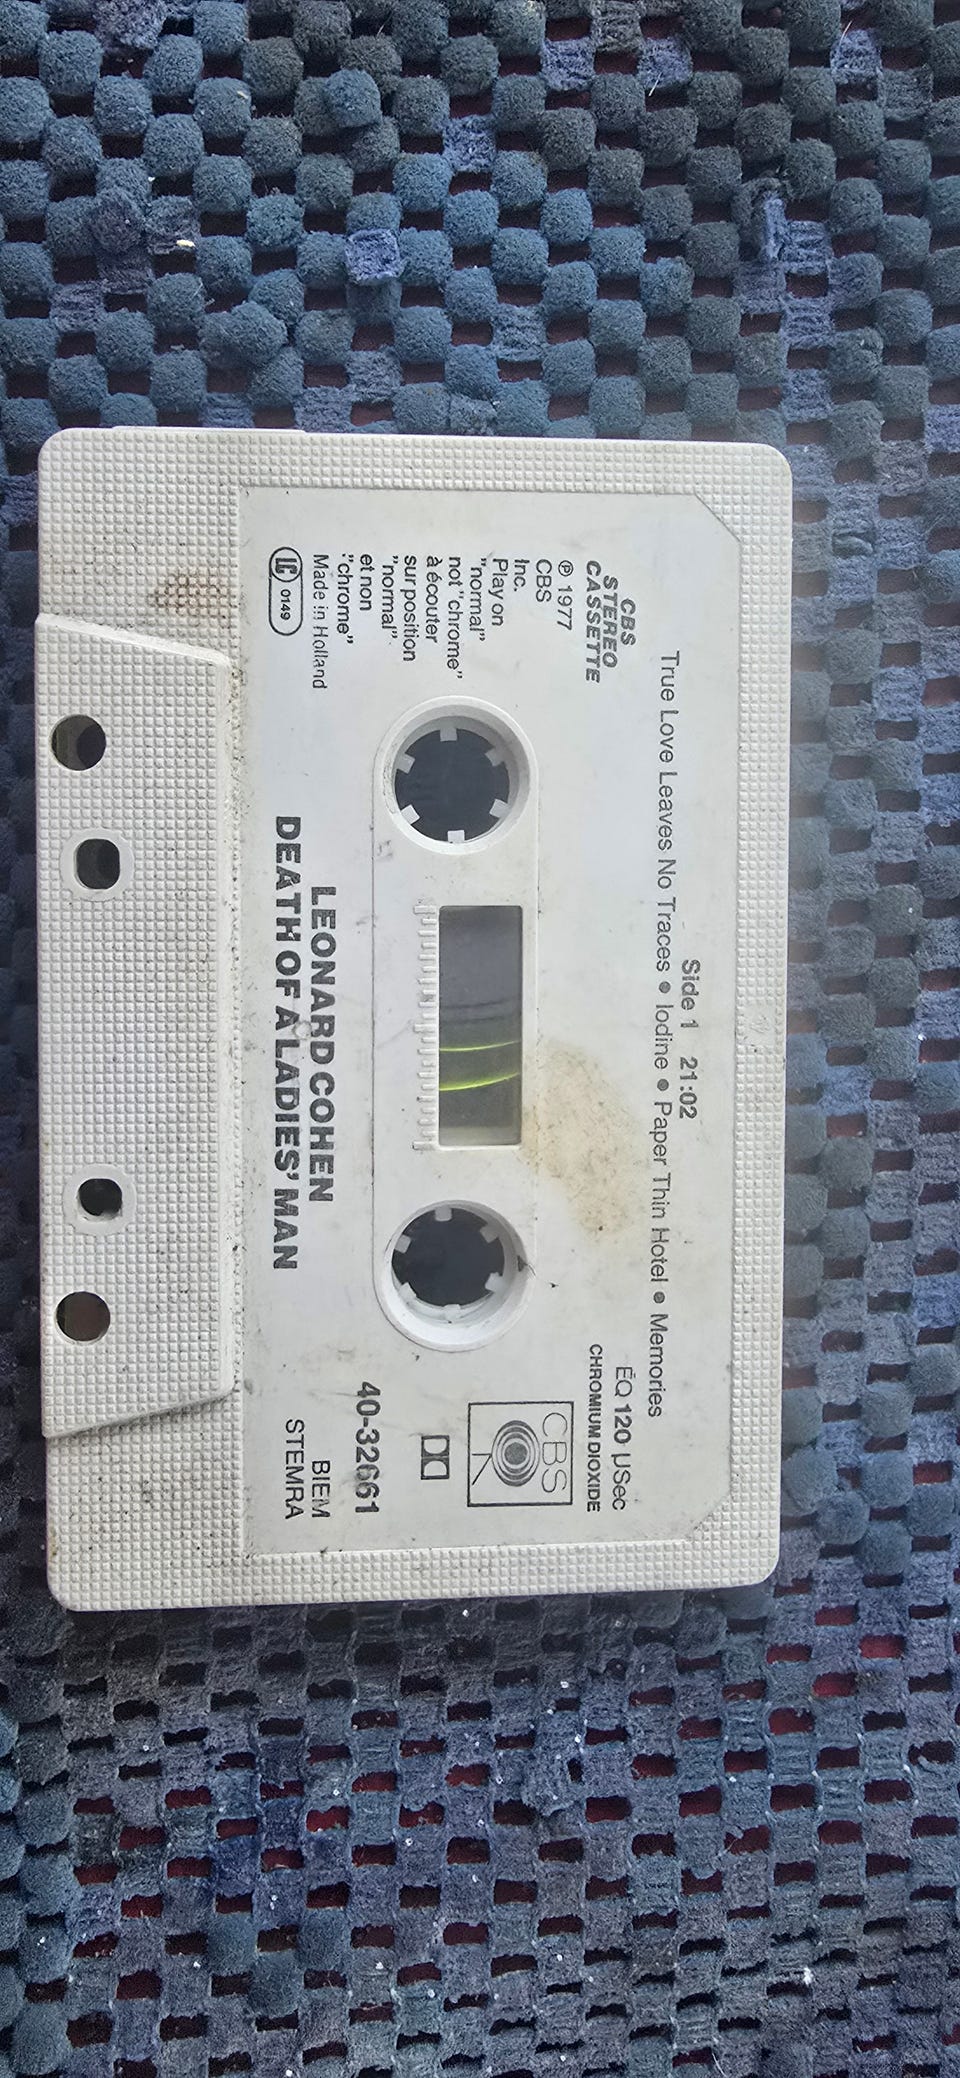 Side 1 21:02
True Love Leaves No Traces • Iodine • Paper Thin Hotel • Memories
CBS
STEREO
CASSETTE
℗ 1977
CBS
Inc.
Play on
"normal"
not "chrome"
à écouter
sur position
"normal"
et non
"chrome"
Made in Holland
LC 0149
EQ 120 µSec
CHROMIUM DIOXIDE
CBS
40-32661
BIEM
STEMRA
LEONARD COHEN
DEATH OF A LADIES' MAN